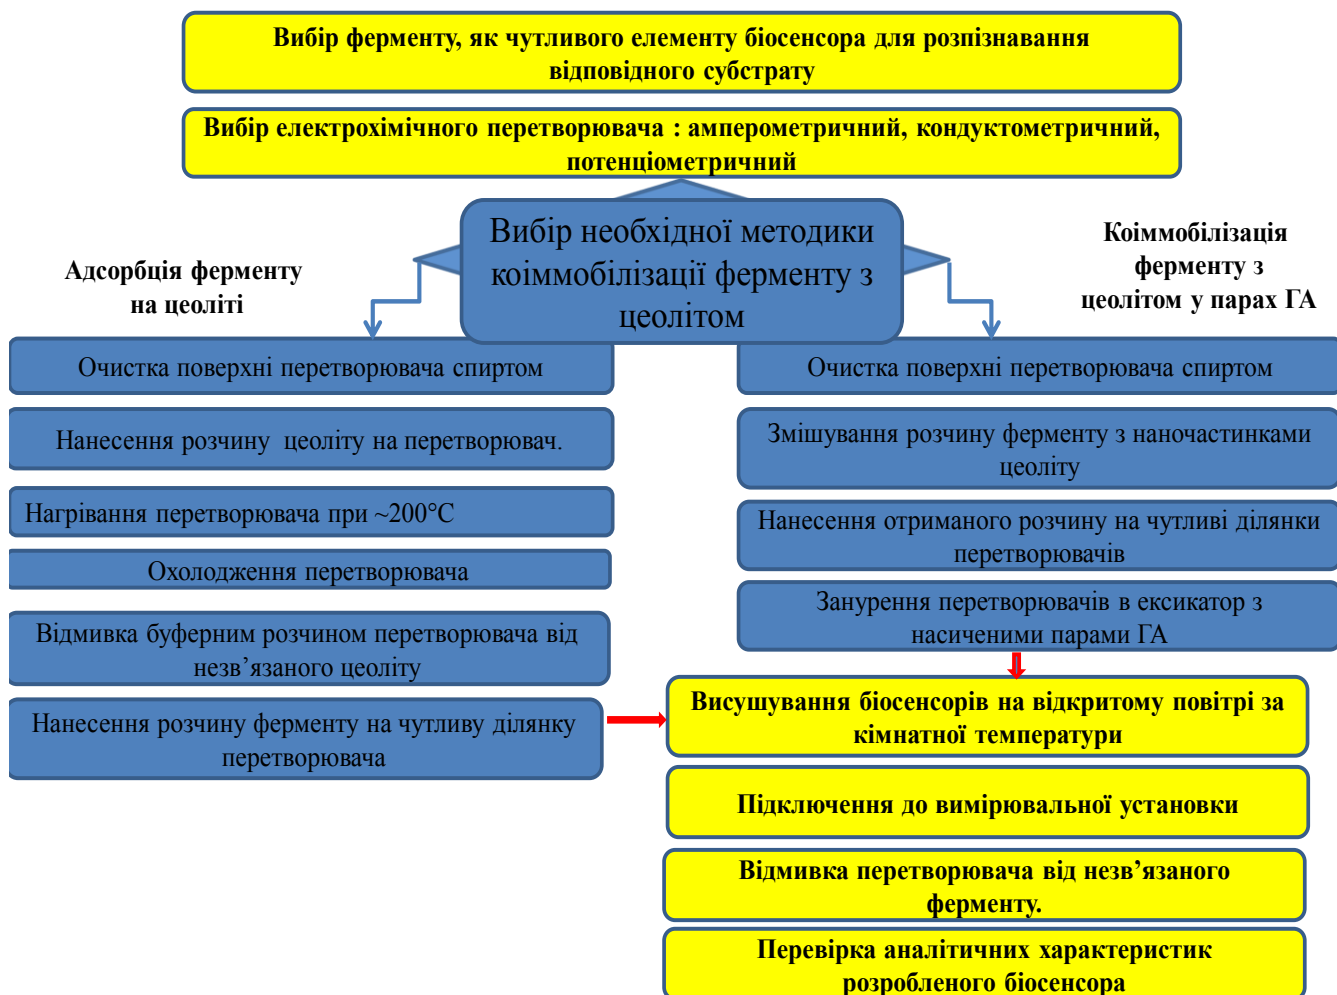 Вибір ферменту, як чутливого елементу біосенсора для розпізнавання
відповідного субстрату
Вибір електрохімічного перетворювача : амперометричний, кондуктометричний,
потенціометричний
Вибір необхідної методики
коіммобілізації ферменту з
цеолітом
Адсорбція ферменту
на цеоліті
Очистка поверхні перетворювача спиртом
Нанесення розчину цеоліту на перетворювач.
Нагрівання перетворювача при ~200°С
Охолодження перетворювача
Відмивка буферним розчином перетворювача від
незв’язаного цеоліту
Нанесення розчину ферменту на чутливу ділянку
перетворювача
Коіммобілізація
ферменту з
цеолітом у парах ГА
Очистка поверхні перетворювача спиртом
Змішування розчину ферменту з наночастинками
цеоліту
Нанесення отриманого розчину на чутливі ділянки
перетворювачів
Занурення перетворювачів в ексикатор з
насиченими парами ГА
Висушування біосенсорів на відкритому повітрі за
кімнатної температури
Підключення до вимірювальної установки
Відмивка перетворювача від незв’язаного
ферменту.
Перевірка аналітичних характеристик
розробленого біосенсора